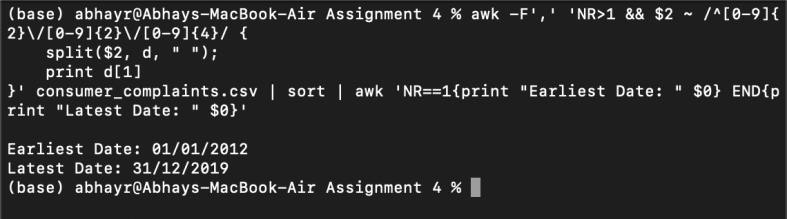 (base) abhayr@Abhays-MacBook-Air Assignment 4 % awk -F',' 'NR>1 && $2 ~ /^[0-9]{
2}\/[0-9]{2}\/[0-9]{4}/ {
    split($2, d, " ");
    print d[1]
}' consumer_complaints.csv | sort | awk 'NR==1{print "Earliest Date: " $0} END{p
rint "Latest Date: " $0}'

Earliest Date: 01/01/2012
Latest Date: 31/12/2019
(base) abhayr@Abhays-MacBook-Air Assignment 4 %